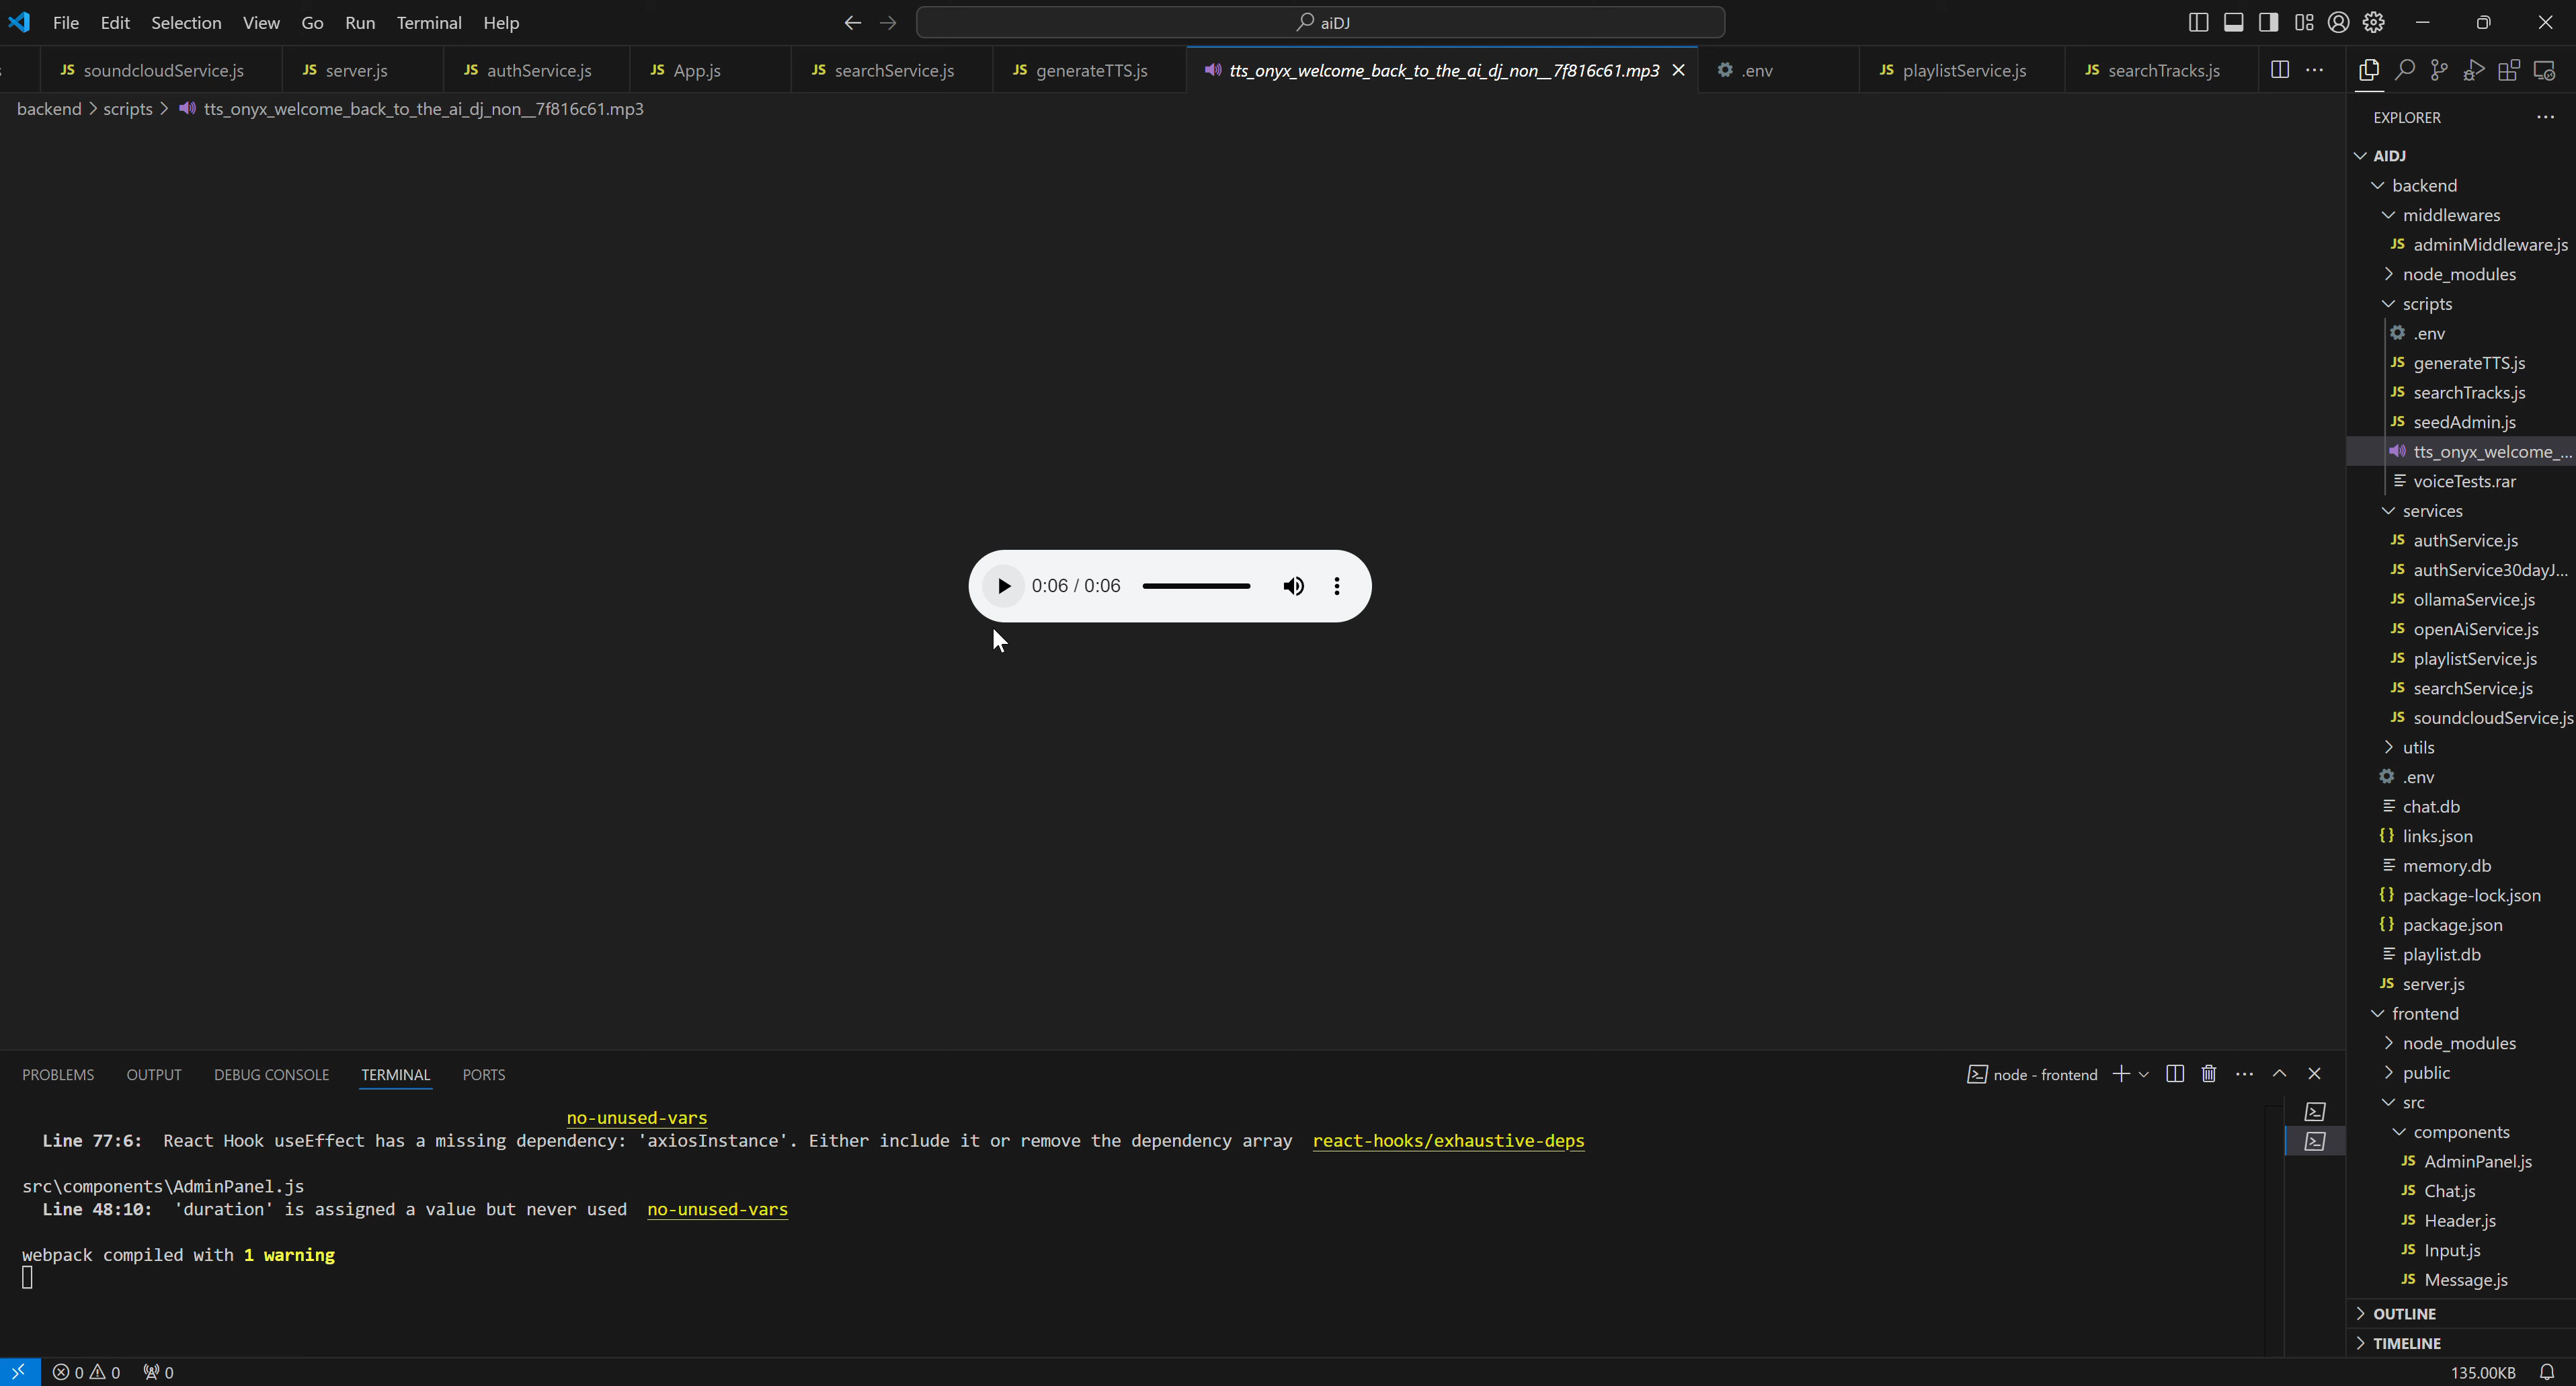 File Edit Selection View Go Run Terminal Help
aiDJ
JS soundcloudService.js
JS server.js
JS authService.js
JS App.js
JS searchService.js
JS generateTTS.js
tts_onyx_welcome_back_to_the_ai_dj_non__7f816c61.mp3
.env
JS playlistService.js
JS searchTracks.js
backend > scripts > tts_onyx_welcome_back_to_the_ai_dj_non__7f816c61.mp3
0:06 / 0:06
PROBLEMS OUTPUT DEBUG CONSOLE TERMINAL PORTS
node - frontend
no-unused-vars
Line 77:6: React Hook useEffect has a missing dependency: 'axiosInstance'. Either include it or remove the dependency array react-hooks/exhaustive-deps
src\components\AdminPanel.js
Line 48:10: 'duration' is assigned a value but never used no-unused-vars
webpack compiled with 1 warning
EXPLORER
AIDJ
backend
middlewares
JS adminMiddleware.js
node_modules
scripts
.env
JS generateTTS.js
JS searchTracks.js
JS seedAdmin.js
tts_onyx_welcome_...
voiceTests.rar
services
JS authService.js
JS authService30dayJ...
JS ollamaService.js
JS openAiService.js
JS playlistService.js
JS searchService.js
JS soundcloudService.js
utils
.env
chat.db
{} links.json
memory.db
{} package-lock.json
{} package.json
playlist.db
JS server.js
frontend
node_modules
public
src
components
JS AdminPanel.js
JS Chat.js
JS Header.js
JS Input.js
JS Message.js
OUTLINE
TIMELINE
0 0 0
135.00KB